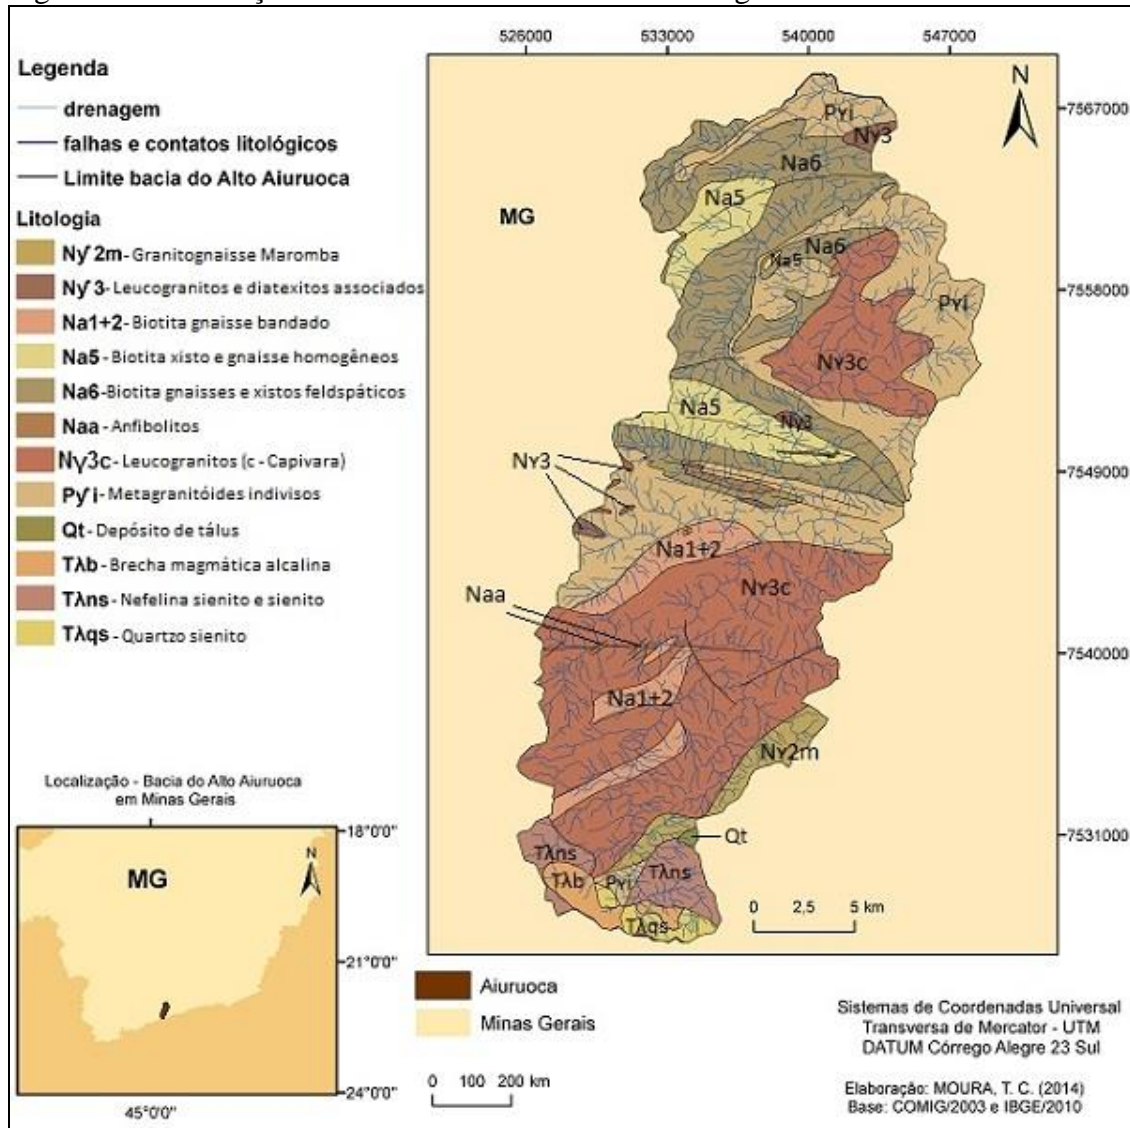 526000 533000 540000 547000
Legenda
drenagem
falhas e contatos litológicos
Limite bacia do Alto Aiuruoca
Litologia
Nƴ2m- Granitognaisse Maromba
Nƴ3-Leucogranitos e diatexitos associados
Na1+2- Biotita gnaisse bandado
Na5 - Biotita xisto e gnaisse homogêneos
Na6-Biotita gnaisses e xistos feldspáticos
Naa - Anfibolitos
Nγ3c- Leucogranitos (c - Capivara)
Pƴi- Metagranitóides indivisos
Qt - Depósito de tálus
Tλb - Brecha magmática alcalina
Tλns - Nefelina sienito e sienito
Tλqs - Quartzo sienito
N
7567000
7558000
7549000
7540000
7531000
MG
Pγi
Nγ3
Na6
Na5
Na6
Na5
Pγi
Nγ3c
Na5
Nγ3
Nγ3
Na1+2
Nγ3c
Naa
Na1+2
Nγ2m
Qt
Tλns
Tλb
Pγi
Tλns
Tλqs
0 2,5 5 km
Localização - Bacia do Alto Aiuruoca
em Minas Gerais
MG
N
18°0'0"
21°0'0"
24°0'0"
45°0'0"
Aiuruoca
Minas Gerais
0 100 200 km
Sistemas de Coordenadas Universal
Transversa de Mercator - UTM
DATUM Córrego Alegre 23 Sul
Elaboração: MOURA, T. C. (2014)
Base: COMIG/2003 e IBGE/2010